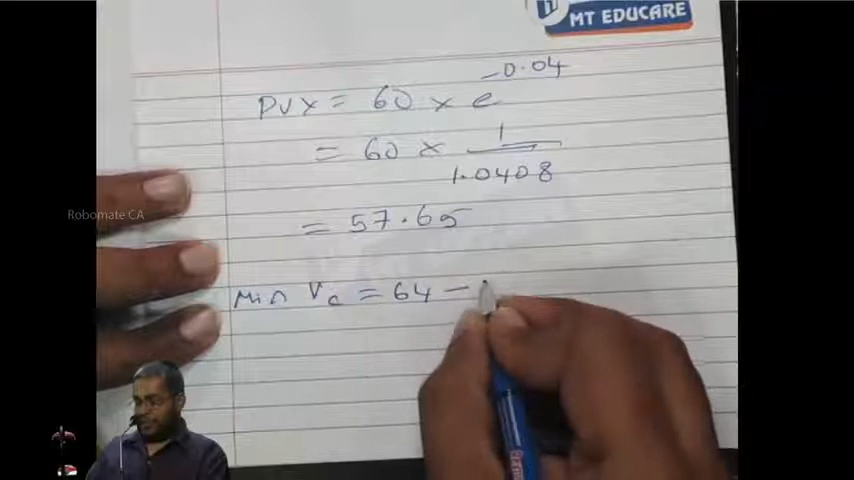 MT EDUCARE
PVX = 60 x e^-0.04
= 60 x 1/1.0408
= 57.65
Min Vc = 64 -
Robomate CA